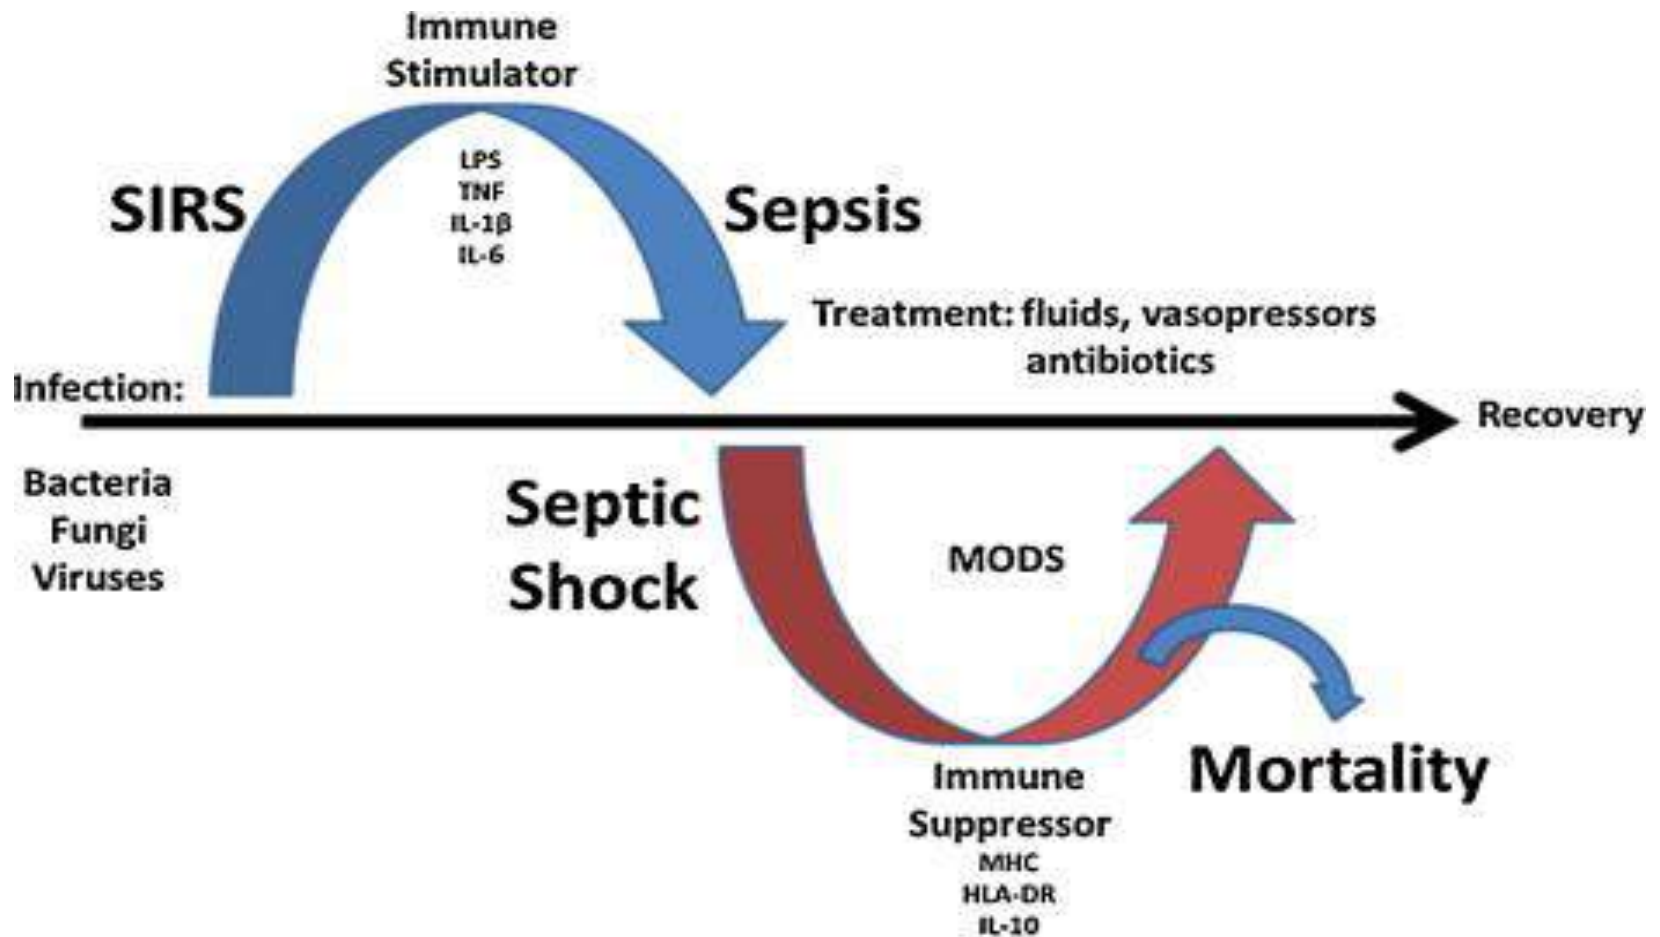 Immune
Stimulator
LPS
TNF
IL-1β
IL-6
SIRS
Sepsis
Treatment: fluids, vasopressors
antibiotics
Infection:
Recovery
Bacteria
Fungi
Viruses
Septic
Shock
MODS
Mortality
Immune
Suppressor
MHC
HLA-DR
IL-10